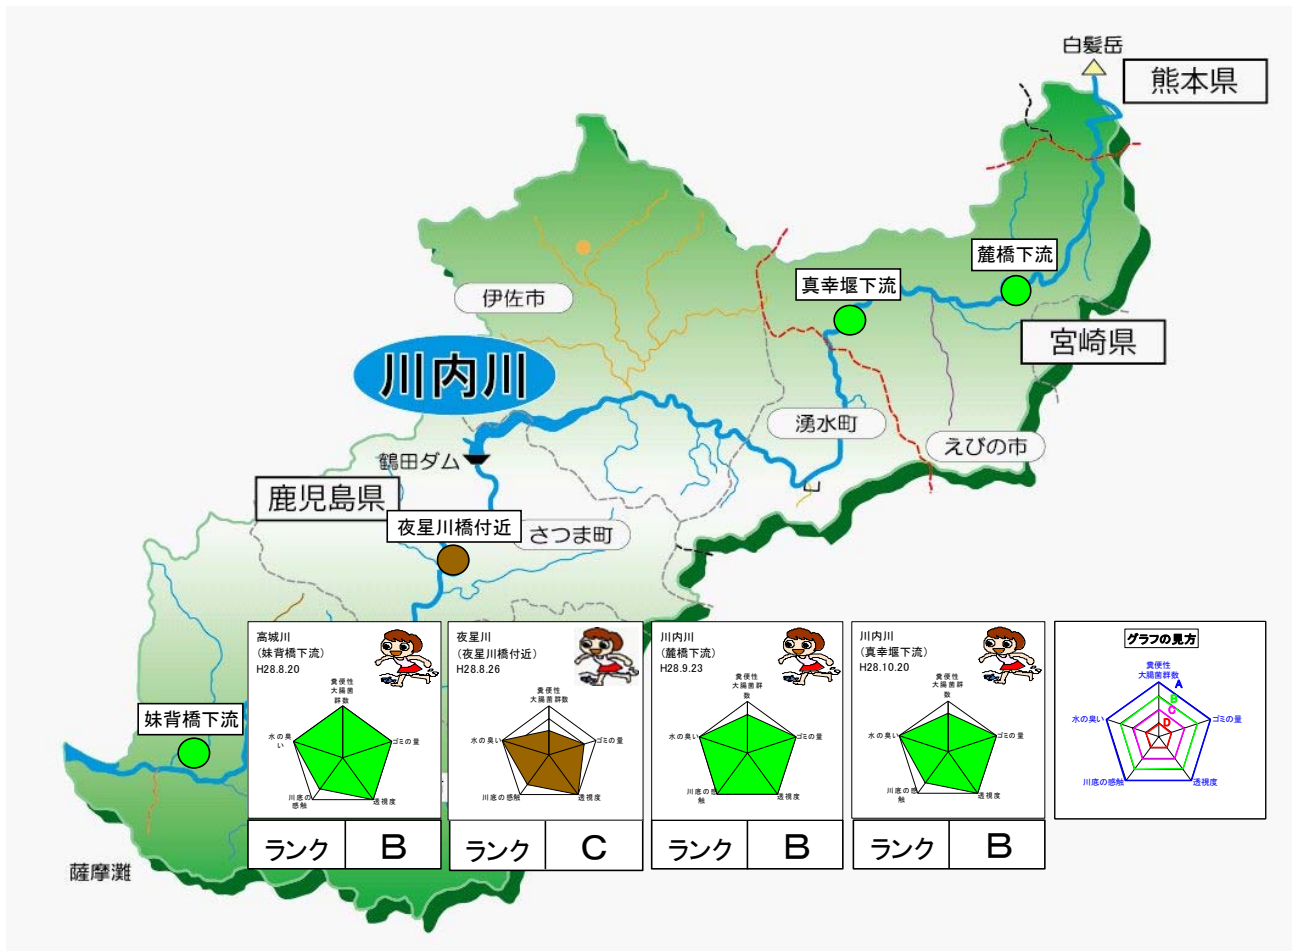 白髪岳
熊本県
麓橋下流
真幸堰下流
伊佐市
宮崎県
川内川
湧水町
えびの市
鶴田ダム
鹿児島県
夜星川橋付近
さつま町
妹背橋下流
薩摩灘
高城川
(妹背橋下流)
H28.8.20
糞便性
大腸菌
群数
水の臭
い
ゴミの量
川底の
感触
透視度
ランク
B
夜星川
(夜星川橋付近)
H28.8.26
糞便性
大腸菌群数
水の臭い
ゴミの量
川底の感触
透視度
ランク
C
川内川
(麓橋下流)
H28.9.23
糞便性
大腸菌群
数
水の臭い
ゴミの量
川底の感
触
透視度
ランク
B
川内川
(真幸堰下流)
H28.10.20
糞便性
大腸菌群
数
水の臭い
ゴミの量
川底の感
触
透視度
ランク
B
グラフの見方
糞便性
大腸菌群数
A
B
C
D
水の臭い
ゴミの量
川底の感触
透視度